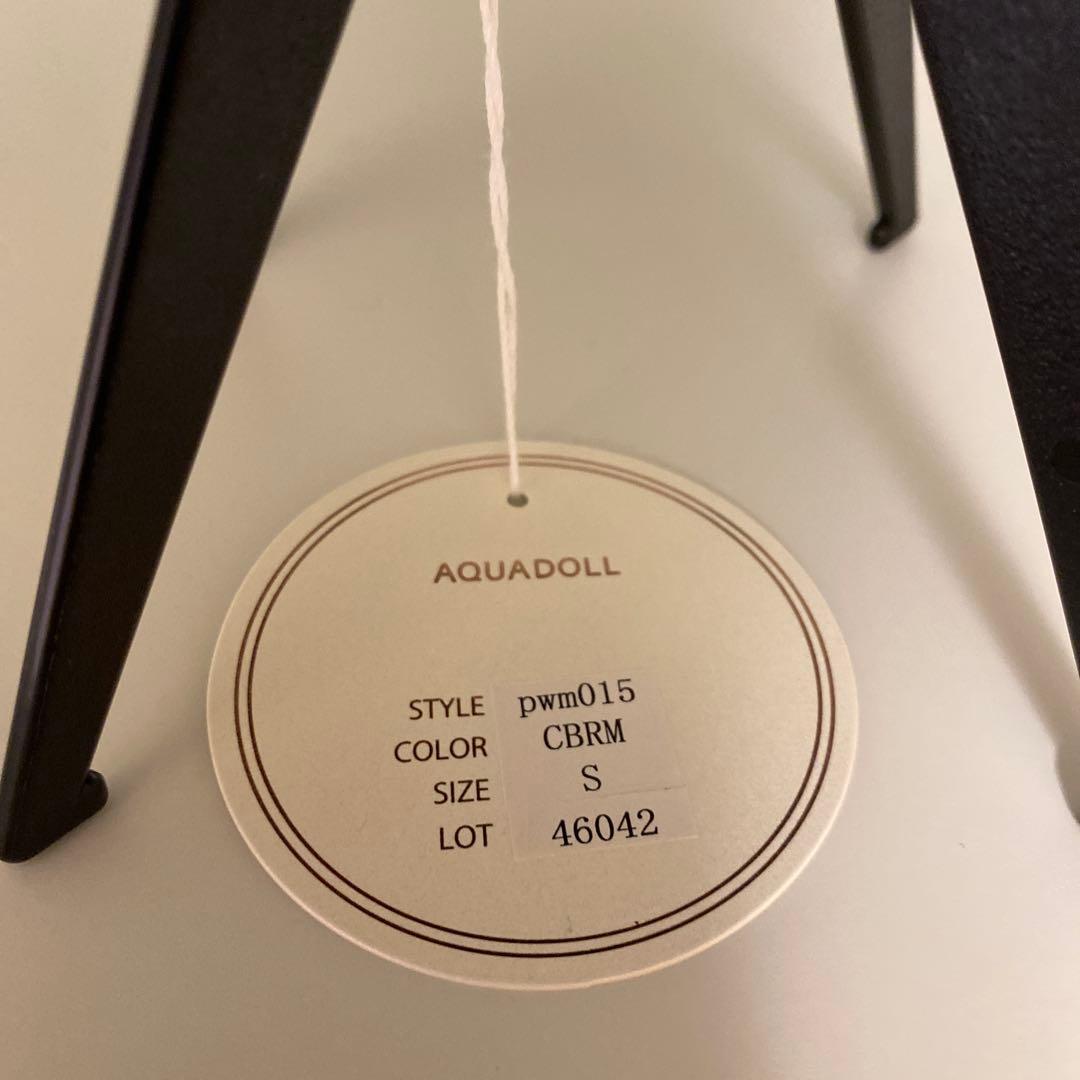 AQUADOLL
STYLE pwm015
COLOR CBRM
SIZE S
LOT 46042